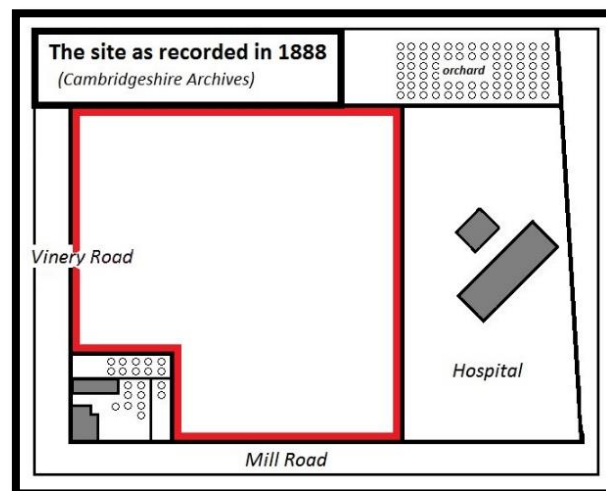 The site as recorded in 1888
(Cambridgeshire Archives)
orchard
Vinery Road
Hospital
Mill Road